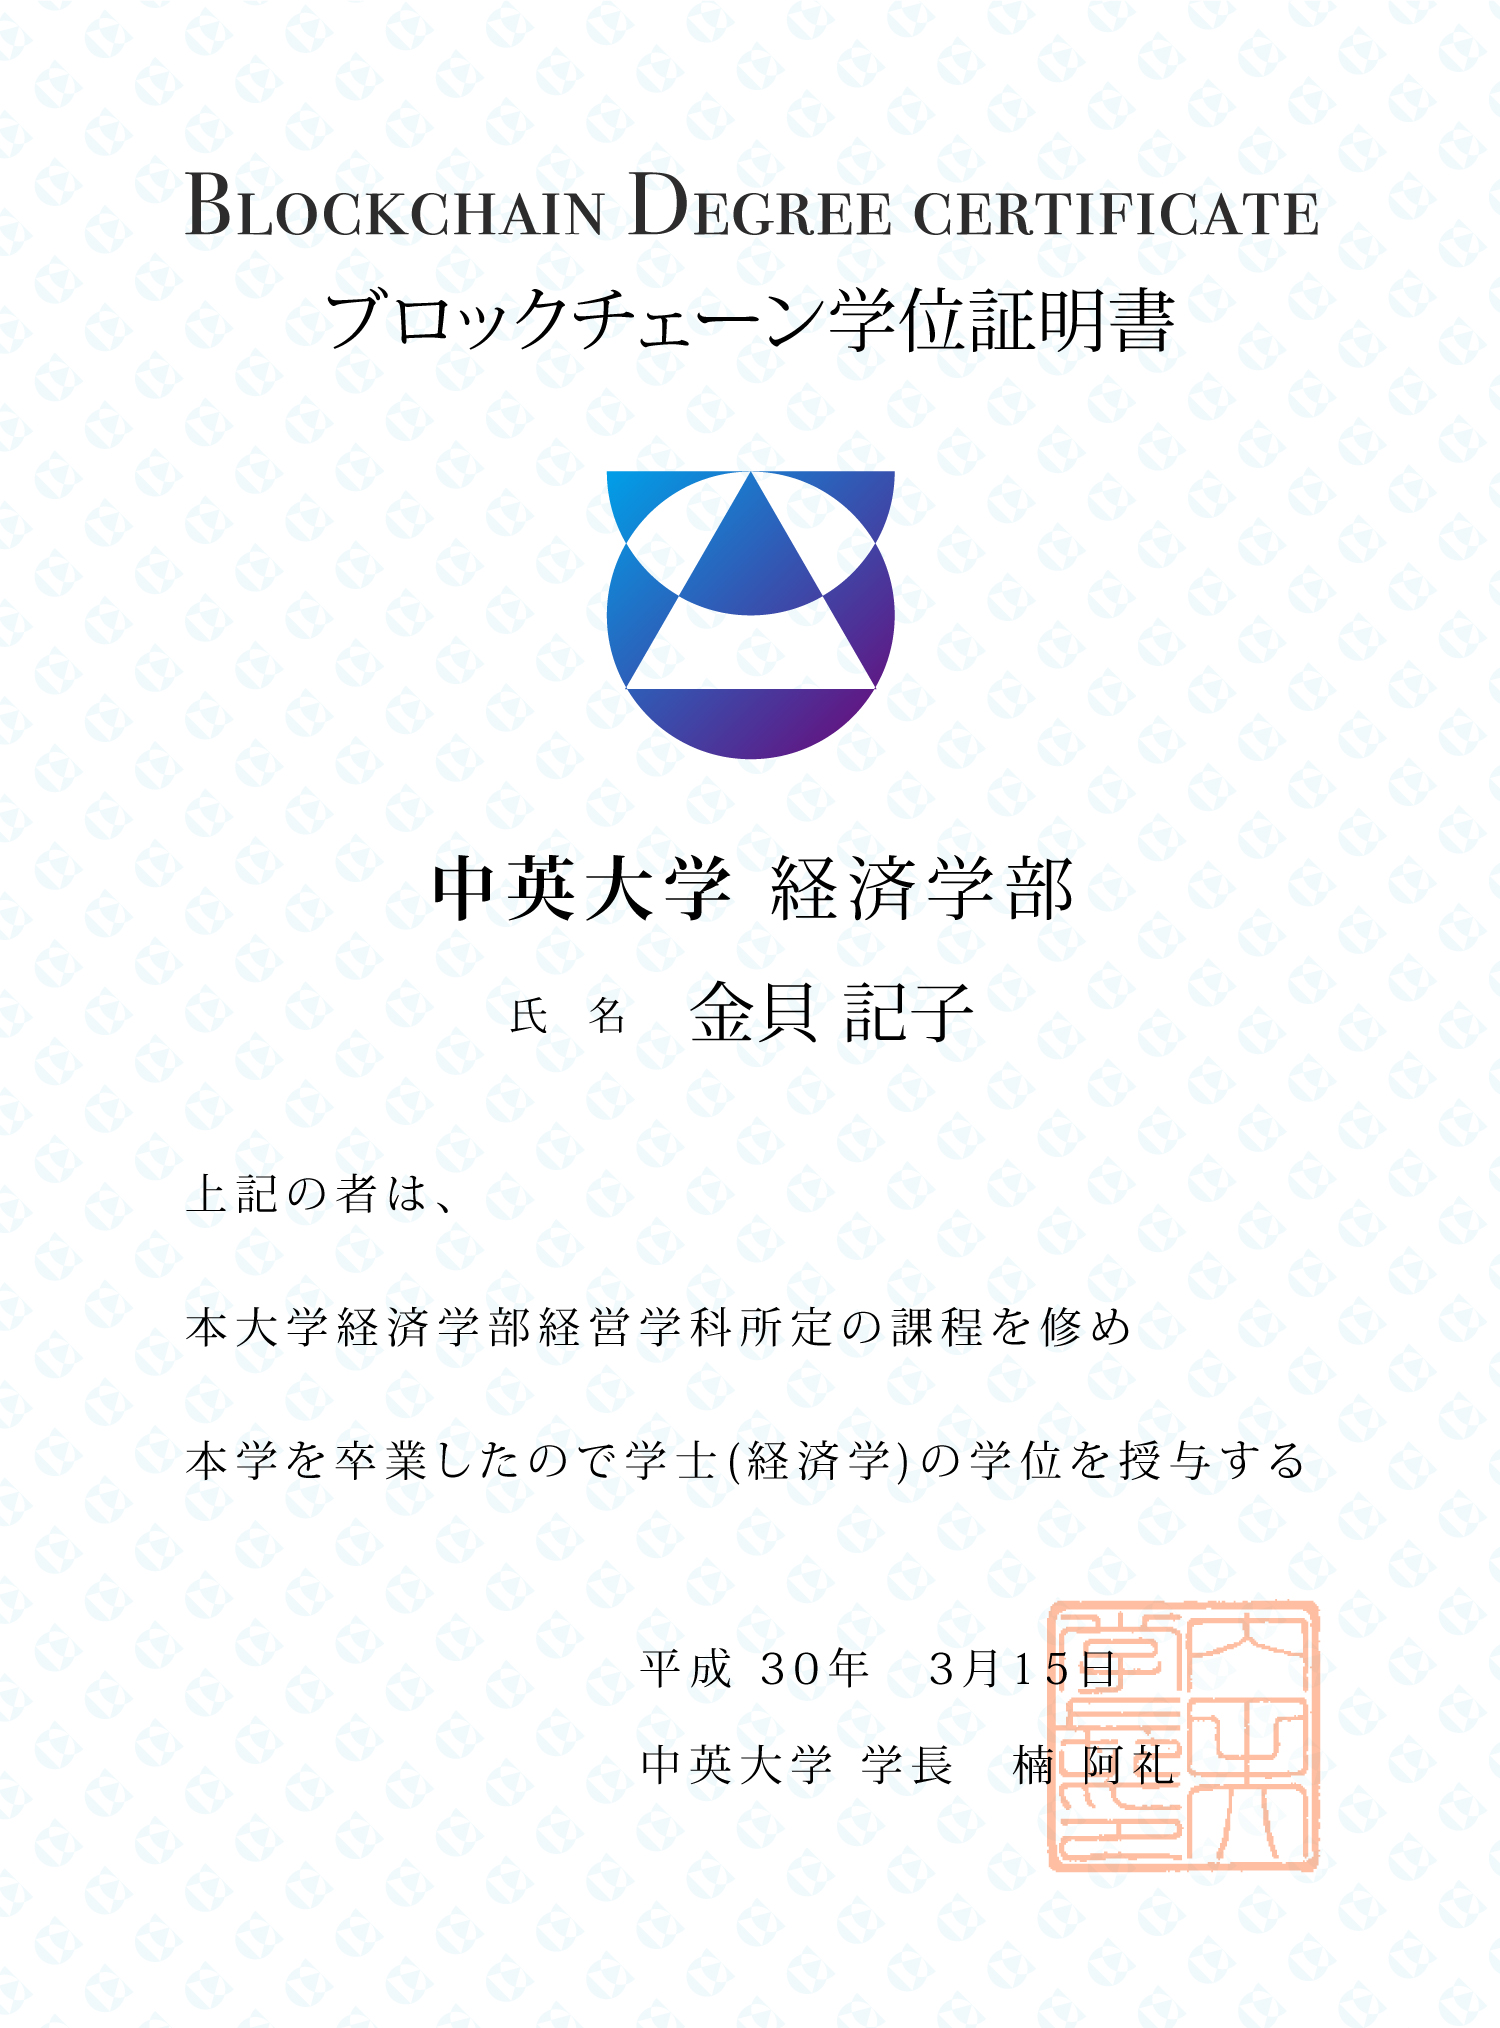 BLOCKCHAIN DEGREE CERTIFICATE
ブロックチェーン学位証明書
中英大学 経済学部
氏 名 金貝 記子
上記の者は、
本大学経済学部経営学科所定の課程を修め
本学を卒業したので学士(経済学)の学位を授与する
平成 30年 3月15日
中英大学 学長 楠 阿礼